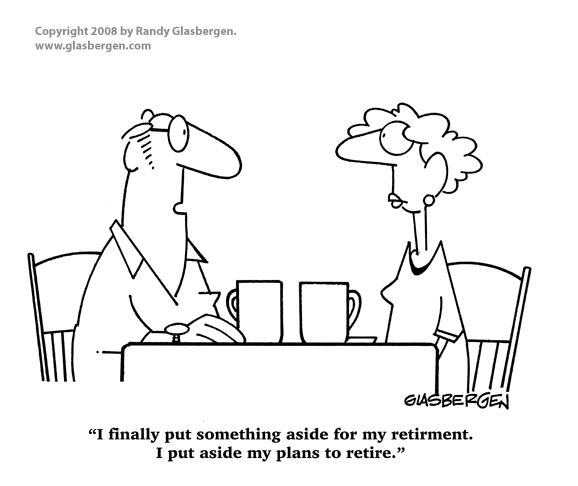 Copyright 2008 by Randy Glasbergen.
www.glasbergen.com
GLASBERGEN
“I finally put something aside for my retirment.
I put aside my plans to retire.”